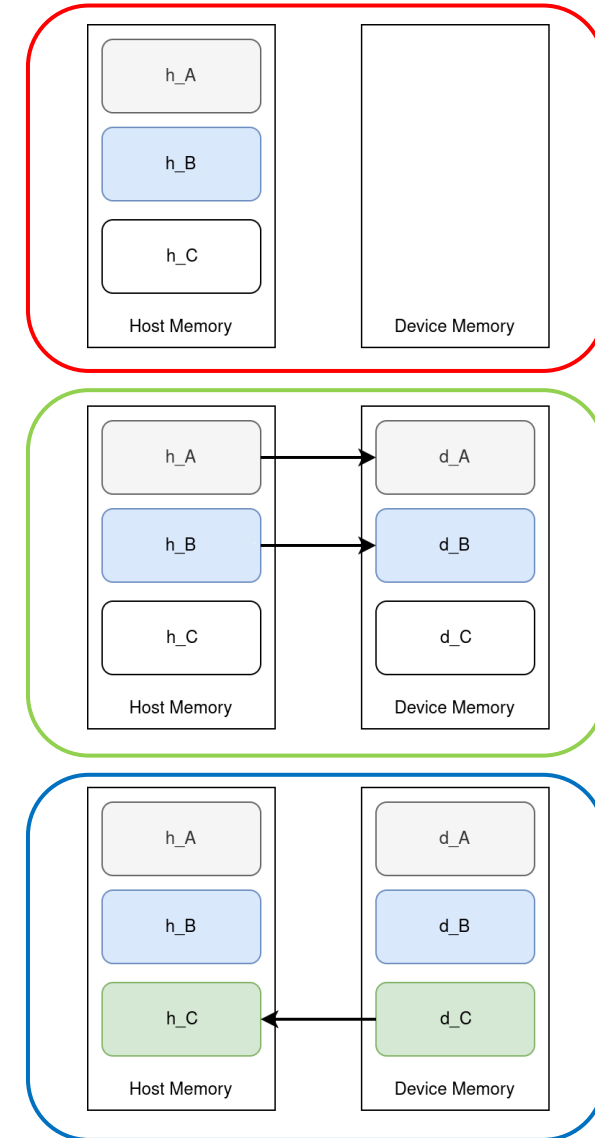 h_A
h_B
h_C
Host Memory
Device Memory
h_A
d_A
h_B
d_B
h_C
d_C
Host Memory
Device Memory
h_A
d_A
h_B
d_B
h_C
d_C
Host Memory
Device Memory